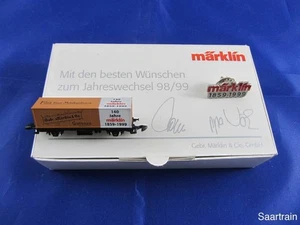 märklin
Mit den besten Wünschen
zum Jahreswechsel 98/99
märklin
1859-1999
140
Jahre
märklin
1859-1999
Gebr. Märklin & Cie. GmbH
Saartrain